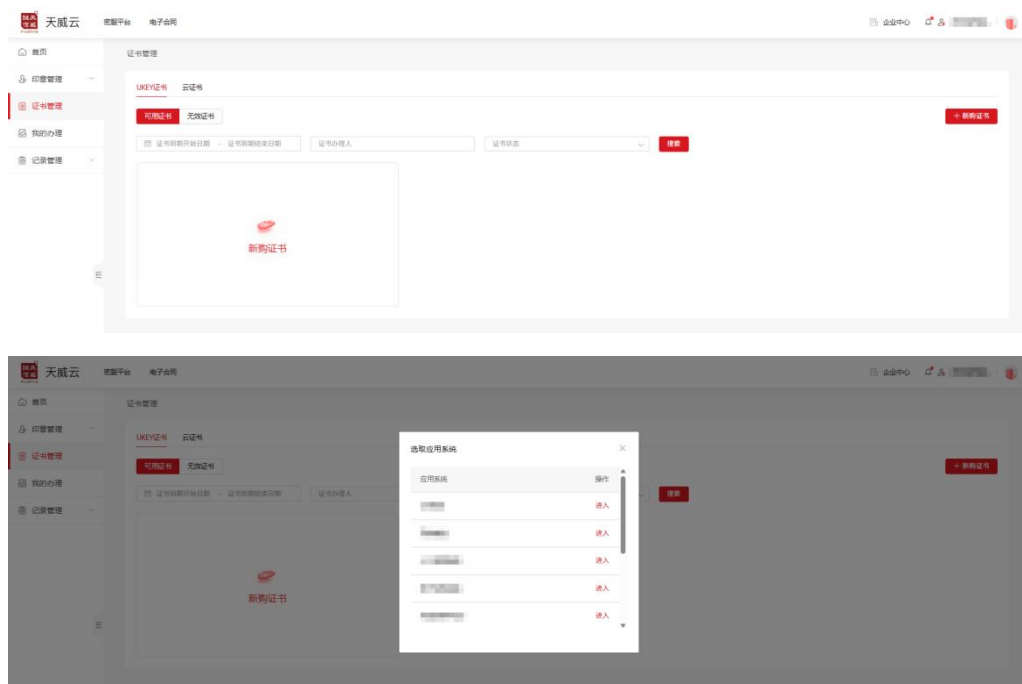 天威云 密服平台 电子合同 企业中心
首页 证书管理
印章管理
UKEY证书 云证书
证书管理
可用证书 无效证书 + 新购证书
我的办理
证书到期开始日期 - 证书到期结束日期 证书办理人 证书状态 搜索
记录管理
新购证书
天威云 密服平台 电子合同 企业中心
首页 证书管理
印章管理
UKEY证书 云证书
选取应用系统
证书管理
可用证书 无效证书 + 新购证书
应用系统 操作
我的办理
证书到期开始日期 - 证书到期结束日期 证书办理人 搜索
进入
记录管理
进入
进入
新购证书
进入
进入